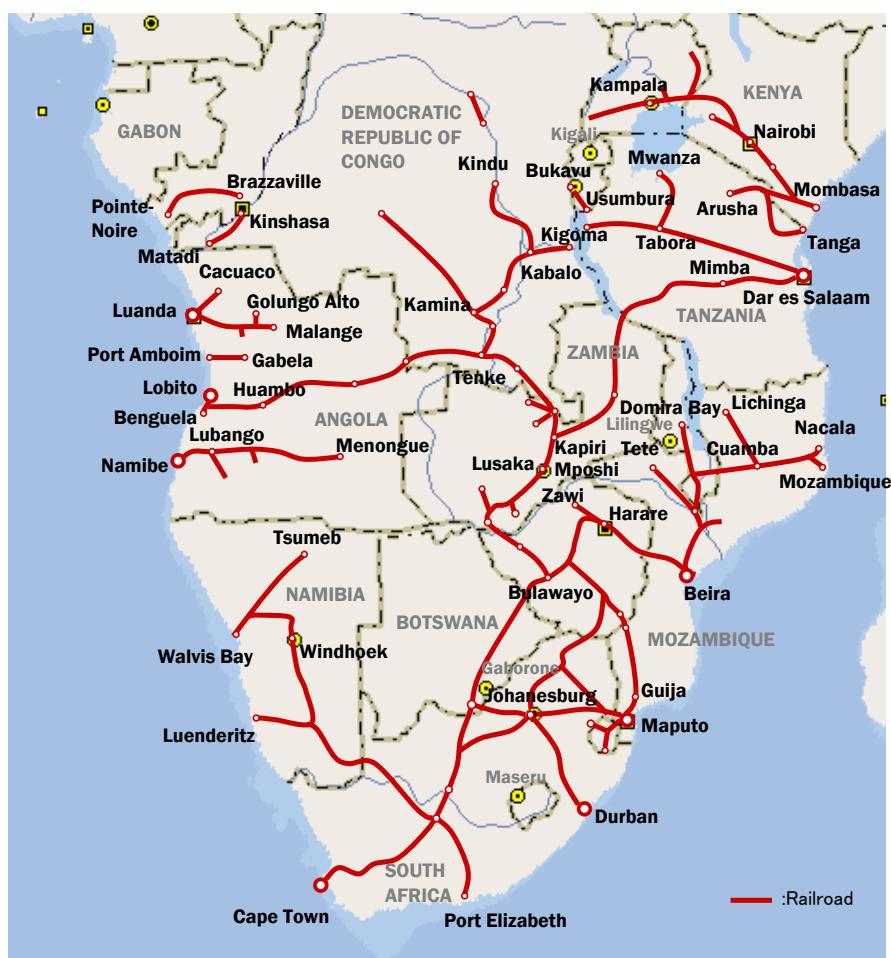 Kampala
KENYA
DEMOCRATIC
REPUBLIC OF
CONGO
GABON
Kigali
Nairobi
Kindu
Bukavu
Mwanza
Brazzaville
Usumbura
Arusha
Mombasa
Pointe-
Noire
Kinshasa
Kigoma
Tabora
Tanga
Matadi
Cacuaco
Kabalo
Mimba
Luanda
Golungo Alto
Kamina
Dar es Salaam
TANZANIA
Malange
Port Amboim
Gabela
ZAMBIA
Tenke
Lobito
Huambo
Domira Bay
Lichinga
Benguela
ANGOLA
Lilingwe
Nacala
Lubango
Menongue
Kapiri
Mposhi
Tete
Cuamba
Namibe
Lusaka
Mozambique
Zawi
Harare
Tsumeb
NAMIBIA
Bulawayo
Beira
BOTSWANA
MOZAMBIQUE
Walvis Bay
Windhoek
Gaborone
Johanesburg
Guija
Luenderitz
Maputo
Maseru
Durban
SOUTH
AFRICA
:Railroad
Cape Town
Port Elizabeth